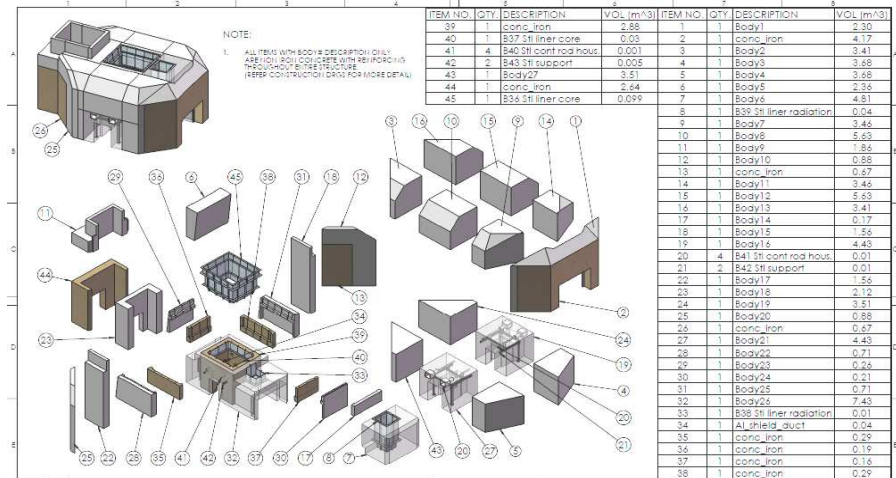 NOTE:
1. ALL ITEMS WITH BODY# DESCRIPTION ONLY
ARE NON IRON CONCRETE WITH REINFORCING
THROUGHOUT ENTIRE STRUCTURE.
(REFER CONSTRUCTION DRGS FOR MORE DETAIL)
ITEM NO. QTY. DESCRIPTION VOL (m^3)
39 1 conc_iron 2.88
40 1 B37 Stl liner core 0.03
41 4 B40 Stl cont rod hous. 0.001
42 2 B43 Stl support 0.005
43 1 Body27 3.51
44 1 conc_iron 2.64
45 1 B36 Stl liner core 0.099
ITEM NO. QTY. DESCRIPTION VOL (m^3)
1 1 Body1 2.30
2 1 conc_iron 4.17
3 1 Body2 3.41
4 1 Body3 3.68
5 1 Body4 3.68
6 1 Body5 2.36
7 1 Body6 4.81
8 1 B39 Stl liner radiation 0.04
9 1 Body7 3.46
10 1 Body8 5.63
11 1 Body9 1.86
12 1 Body10 0.88
13 1 conc_iron 0.67
14 1 Body11 3.46
15 1 Body12 5.63
16 1 Body13 3.41
17 1 Body14 0.17
18 1 Body15 1.56
19 1 Body16 4.43
20 4 B41 Stl cont rod hous. 0.01
21 2 B42 Stl support 0.01
22 1 Body17 1.56
23 1 Body18 2.12
24 1 Body19 3.51
25 1 Body20 0.88
26 1 conc_iron 0.67
27 1 Body21 4.43
28 1 Body22 0.71
29 1 Body23 0.26
30 1 Body24 0.21
31 1 Body25 0.71
32 1 Body26 7.43
33 1 B38 Stl liner radiation 0.01
34 1 Al_shield_duct 0.04
35 1 conc_iron 0.29
36 1 conc_iron 0.19
37 1 conc_iron 0.16
38 1 conc_iron 0.29
26
25
3
16
10
15
9
14
1
29
36
6
45
38
31
18
12
11
44
23
13
2
34
39
40
33
24
19
4
20
21
25
22
28
35
41
42
32
37
30
17
8
7
43
20
27
5